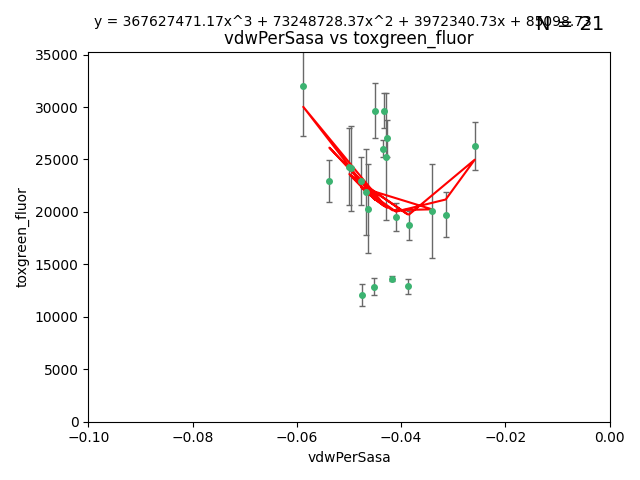 y = 367627471.17x^3 + 73248728.37x^2 + 3972340.73x + 85098.73
N = 21
vdwPerSasa vs toxgreen_fluor
35000
30000
25000
20000
15000
10000
5000
0
toxgreen_fluor
−0.10
−0.08
−0.06
−0.04
−0.02
0.00
vdwPerSasa